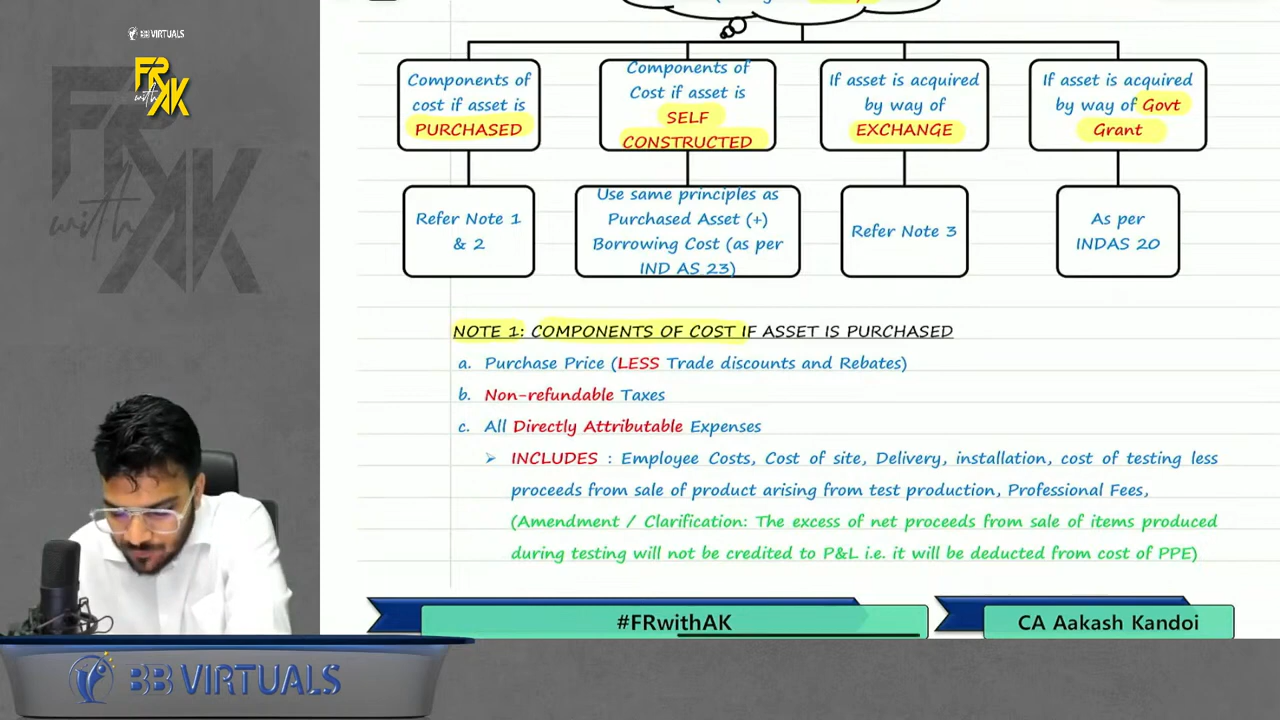 BB VIRTUALS
FR
with
AK
FR
with
AK
Components of
cost if asset is
PURCHASED
Components of
Cost if asset is
SELF
CONSTRUCTED
If asset is acquired
by way of
EXCHANGE
If asset is acquired
by way of Govt
Grant
Refer Note 1
& 2
Use same principles as
Purchased Asset (+)
Borrowing Cost (as per
IND AS 23)
Refer Note 3
As per
INDAS 20
NOTE 1: COMPONENTS OF COST IF ASSET IS PURCHASED
a. Purchase Price (LESS Trade discounts and Rebates)
b. Non-refundable Taxes
c. All Directly Attributable Expenses
➢ INCLUDES : Employee Costs, Cost of site, Delivery, installation, cost of testing less
proceeds from sale of product arising from test production, Professional Fees,
(Amendment / Clarification: The excess of net proceeds from sale of items produced
during testing will not be credited to P&L i.e. it will be deducted from cost of PPE)
#FRwithAK
CA Aakash Kandoi
BB VIRTUALS